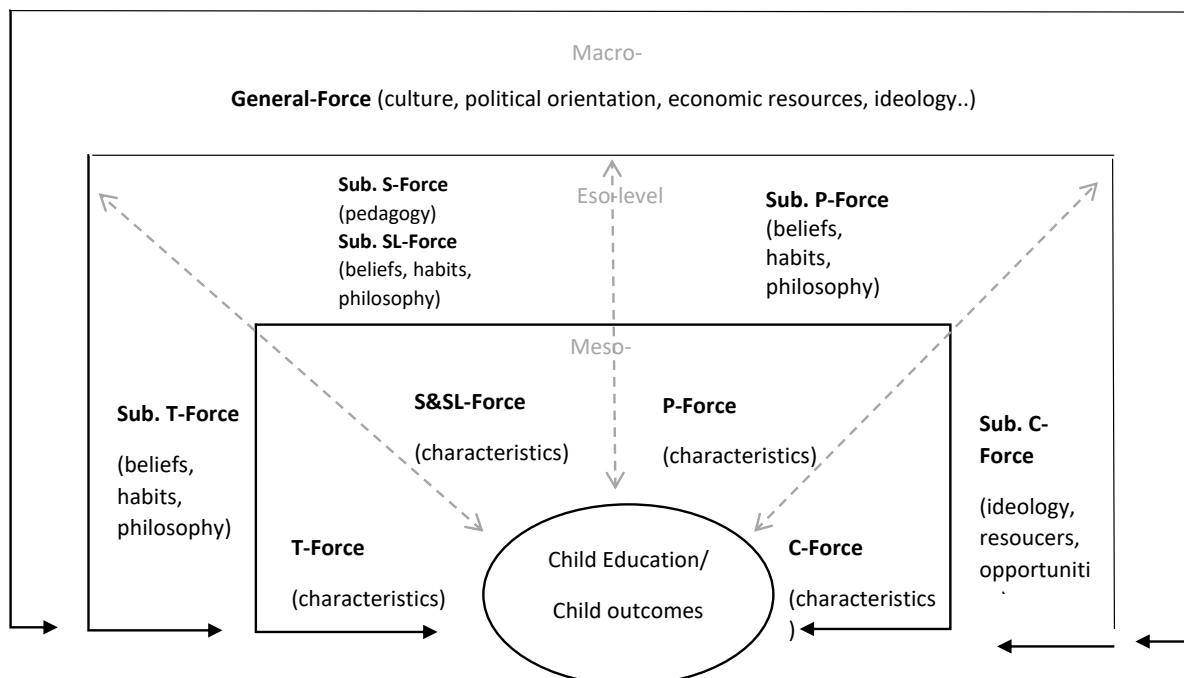 Macro-
General-Force (culture, political orientation, economic resources, ideology..)
Sub. S-Force
(pedagogy)
Sub. SL-Force
(beliefs, habits,
philosophy)
Eso-level
Sub. P-Force
(beliefs,
habits,
philosophy)
Meso-
Sub. T-Force
(beliefs,
habits,
philosophy)
S&SL-Force
(characteristics)
P-Force
(characteristics)
Sub. C-
Force
(ideology,
resoucers,
opportuniti
T-Force
(characteristics)
Child Education/
Child outcomes
C-Force
(characteristics
)